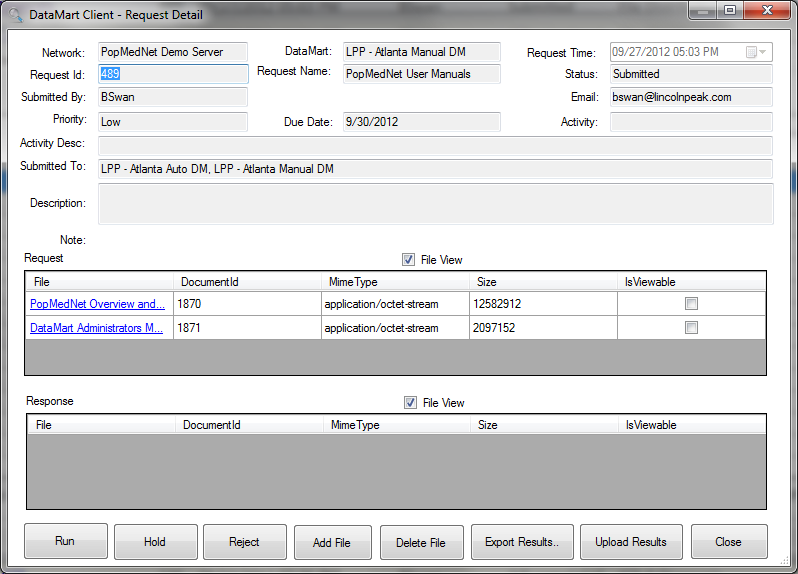 DataMart Client - Request Detail
Network: PopMedNet Demo Server DataMart: LPP - Atlanta Manual DM Request Time: 09/27/2012 05:03 PM
Request Id: 489 Request Name: PopMedNet User Manuals Status: Submitted
Submitted By: BSwan Email: bswan@lincolnpeak.com
Priority: Low Due Date: 9/30/2012 Activity:
Activity Desc:
Submitted To: LPP - Atlanta Auto DM, LPP - Atlanta Manual DM
Description:
Note:
Request File View
File DocumentId MimeType Size IsViewable
PopMedNet Overview and... 1870 application/octet-stream 12582912
DataMart Administrators M... 1871 application/octet-stream 2097152
Response File View
File DocumentId MimeType Size IsViewable
Run Hold Reject Add File Delete File Export Results.. Upload Results Close